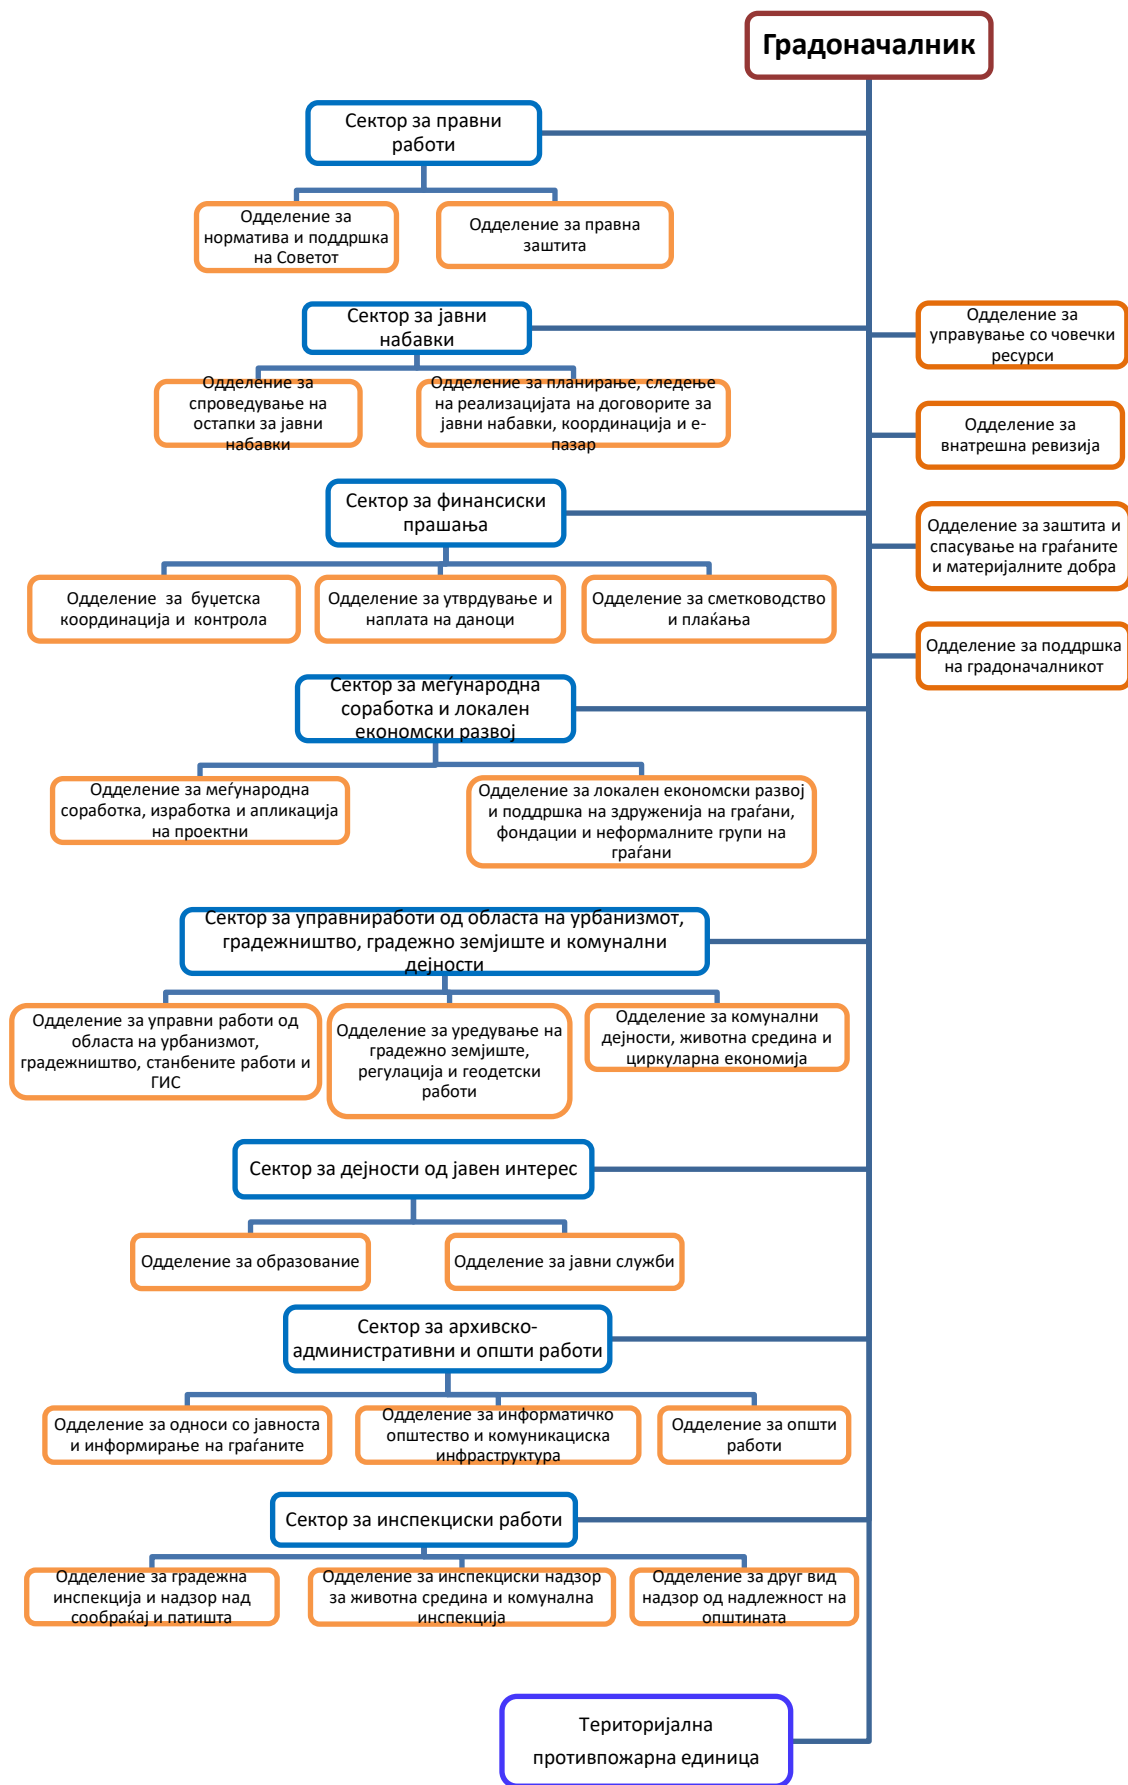 Градоначалник
Сектор за правни
работи
Одделение за
норматива и поддршка
на Советот
Одделение за правна
заштита
Сектор за јавни
набавки
Одделение за
спроведување на
остапки за јавни
набавки
Одделение за планирање, следење
на реализацијата на договорите за
јавни набавки, координација и е-
пазар
Одделение за
управување со човечки
ресурси
Одделение за
внатрешна ревизија
Одделение за заштита и
спасување на граѓаните
и материјалните добра
Одделение за поддршка
на градоначалникот
Сектор за финансиски
прашања
Одделение за буџетска
координација и контрола
Одделение за утврдување и
наплата на даноци
Одделение за сметководство
и плаќања
Сектор за меѓународна
соработка и локален
економски развој
Одделение за меѓународна
соработка, изработка и апликација
на проектни
Одделение за локален економски развој
и поддршка на здруженија на граѓани,
фондации и неформалните групи на
граѓани
Сектор за управниработи од областа на урбанизмот,
градежништво, градежно земјиште и комунални
дејности
Одделение за управни работи од
областа на урбанизмот,
градежништво, станбените работи и
ГИС
Одделение за уредување на
градежно земјиште,
регулација и геодетски
работи
Одделение за комунални
дејности, животна средина и
циркуларна економија
Сектор за дејности од јавен интерес
Одделение за образование
Одделение за јавни служби
Сектор за архивско-
административни и општи работи
Одделение за односи со јавноста
и информирање на граѓаните
Одделение за информатичко
општество и комуникациска
инфраструктура
Одделение за општи
работи
Сектор за инспекциски работи
Одделение за градежна
инспекција и надзор над
сообраќај и патишта
Одделение за инспекциски надзор
за животна средина и комунална
инспекција
Одделение за друг вид
надзор од надлежност на
општината
Територијална
противпожарна единица